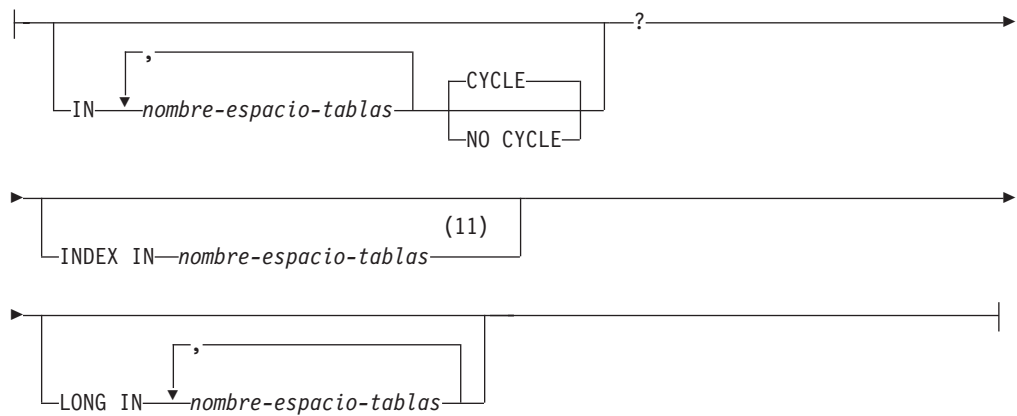 ?
,
CYCLE
IN nombre-espacio-tablas
NO CYCLE
(11)
INDEX IN nombre-espacio-tablas
,
LONG IN nombre-espacio-tablas